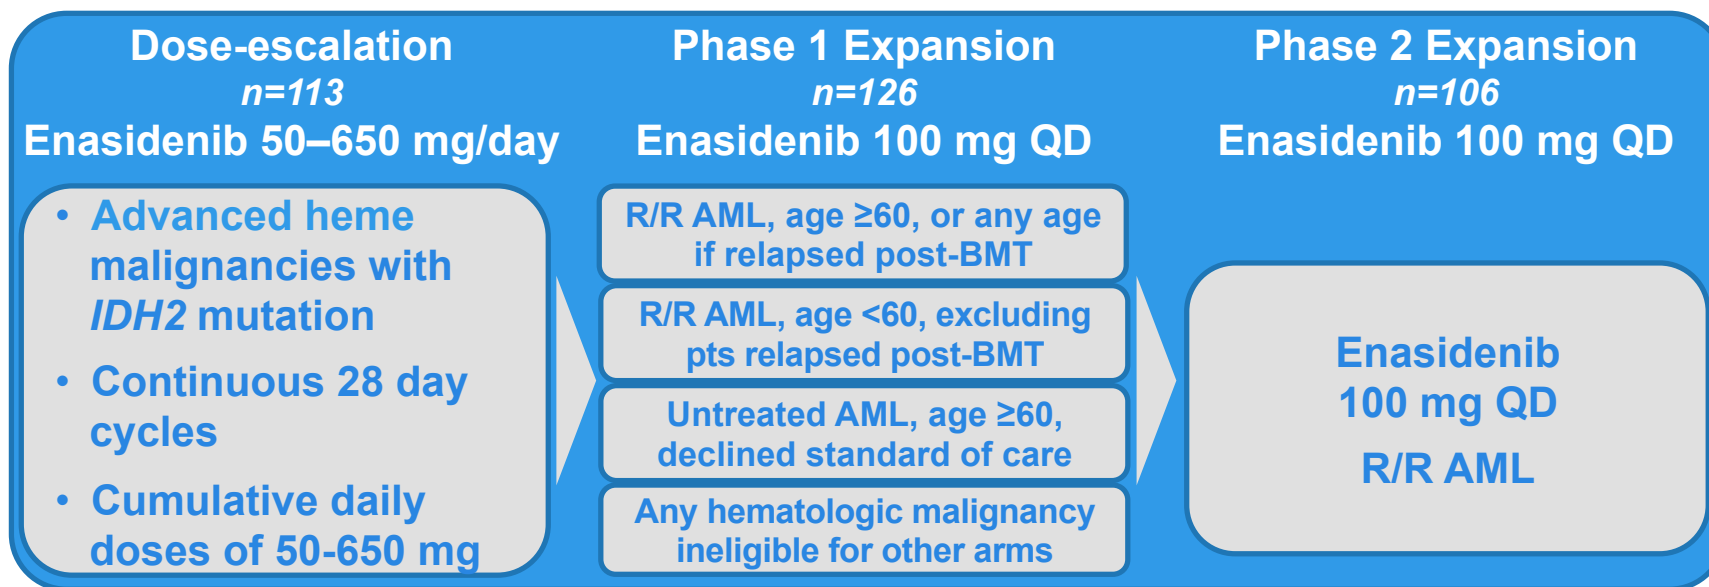 Dose-escalation
n=113
Enasidenib 50–650 mg/day
• Advanced heme
malignancies with
IDH2 mutation
• Continuous 28 day
cycles
• Cumulative daily
doses of 50-650 mg
Phase 1 Expansion
n=126
Enasidenib 100 mg QD
R/R AML, age ≥60, or any age
if relapsed post-BMT
R/R AML, age <60, excluding
pts relapsed post-BMT
Untreated AML, age ≥60,
declined standard of care
Any hematologic malignancy
ineligible for other arms
Phase 2 Expansion
n=106
Enasidenib 100 mg QD
Enasidenib
100 mg QD
R/R AML